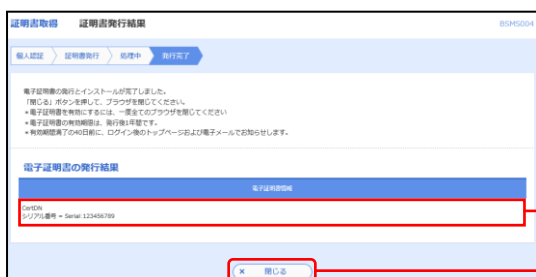 証明書取得 証明書発行結果 BSMS004
個人認証 証明書発行 処理中 発行完了
電子証明書の発行とインストールが完了しました。
「閉じる」ボタンを押して、ブラウザを閉じてください。
＊電子証明書を有効にするには、一度全てのブラウザを閉じてください
＊電子証明書の有効期限は、発行後1年間です。
＊有効期間満了の40日前に、ログイン後のトップページおよび電子メールでお知らせします。
電子証明書の発行結果
電子証明書情報
CertDN
シリアル番号 = Serial:123456789
× 閉じる